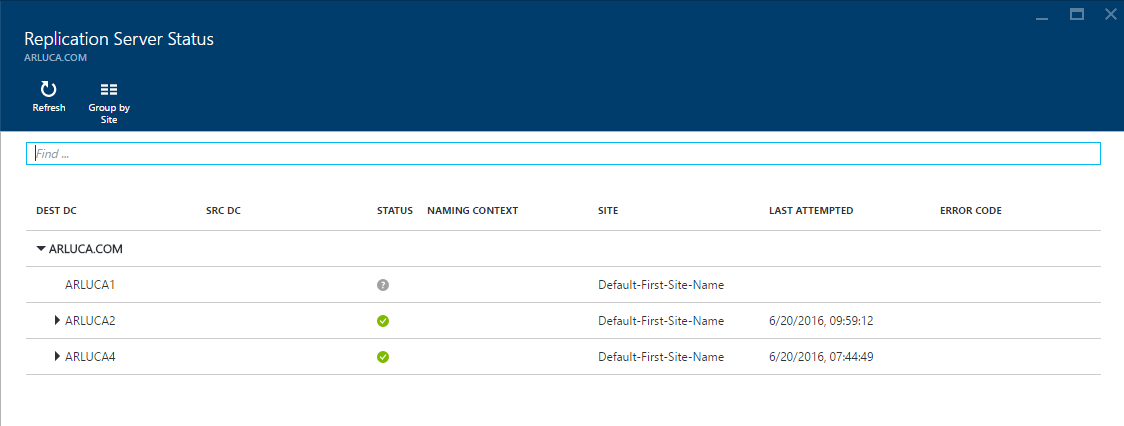 Replication Server Status
ARLUCA.COM
Refresh
Group by
Site
Find ...
DEST DC SRC DC STATUS NAMING CONTEXT SITE LAST ATTEMPTED ERROR CODE
ARLUCA.COM
ARLUCA1 ? Default-First-Site-Name
ARLUCA2 Default-First-Site-Name 6/20/2016, 09:59:12
ARLUCA4 Default-First-Site-Name 6/20/2016, 07:44:49